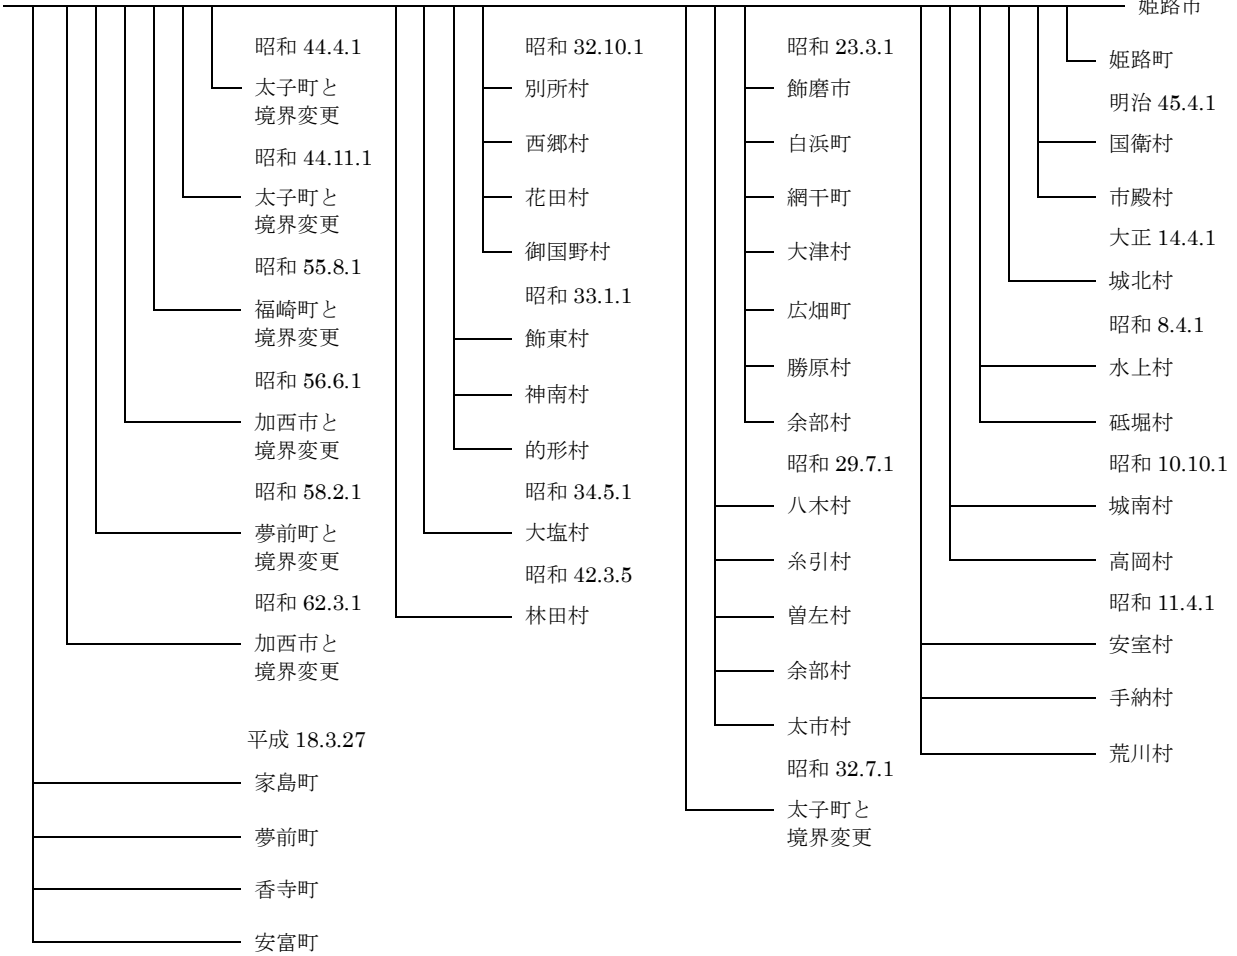 姫路市
姫路町
明治 45.4.1
国衛村
市殿村
大正 14.4.1
城北村
昭和 8.4.1
水上村
砥堀村
昭和 10.10.1
城南村
高岡村
昭和 11.4.1
安室村
手納村
荒川村
昭和 23.3.1
飾磨市
白浜町
網干町
大津村
広畑町
勝原村
余部村
昭和 29.7.1
八木村
糸引村
曽左村
余部村
太市村
昭和 32.7.1
太子町と
境界変更
昭和 32.10.1
別所村
西郷村
花田村
御国野村
昭和 33.1.1
飾東村
神南村
的形村
昭和 34.5.1
大塩村
昭和 42.3.5
林田村
昭和 44.4.1
太子町と
境界変更
昭和 44.11.1
太子町と
境界変更
昭和 55.8.1
福崎町と
境界変更
昭和 56.6.1
加西市と
境界変更
昭和 58.2.1
夢前町と
境界変更
昭和 62.3.1
加西市と
境界変更
平成 18.3.27
家島町
夢前町
香寺町
安富町